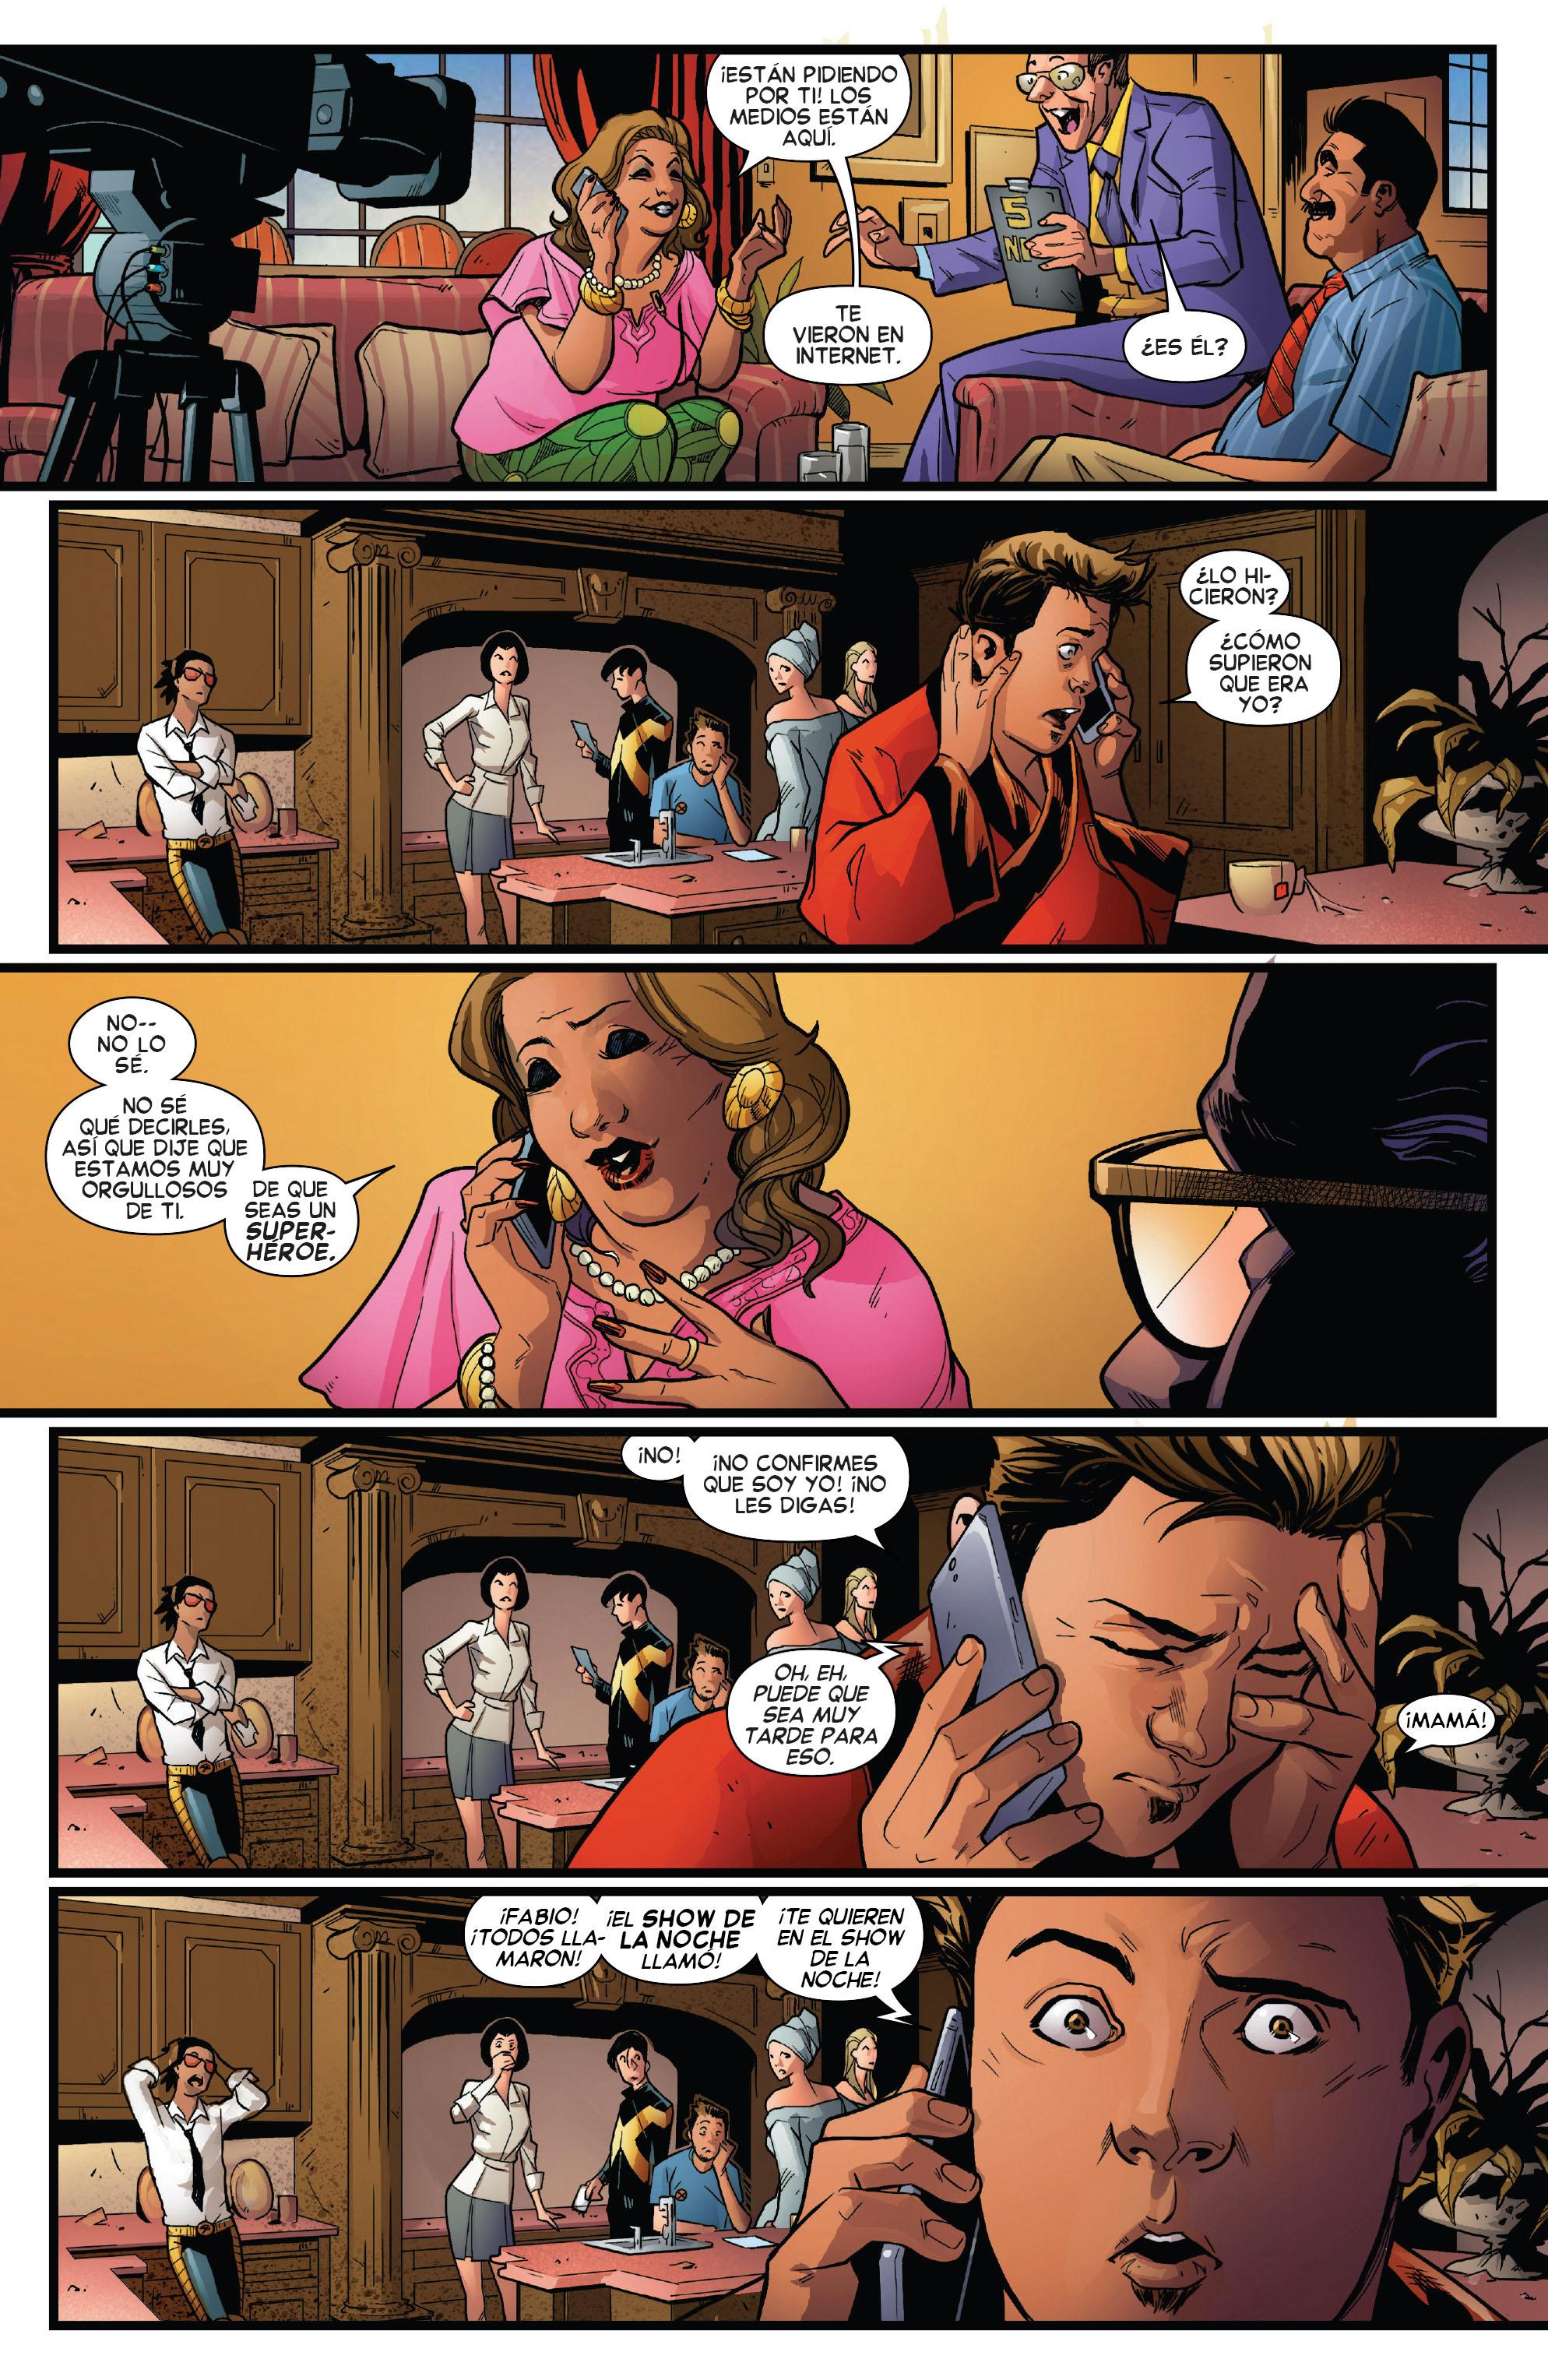 ¡ESTÁN PIDIENDO
POR TI! LOS
MEDIOS ESTÁN
AQUÍ.
TE
VIERON EN
INTERNET.
5
NE
¿ES ÉL?
¿LO HI-
CIERON?
¿CÓMO
SUPIERON
QUE ERA
YO?
NO--
NO LO
SÉ.
NO SÉ
QUÉ DECIRLES,
ASÍ QUE DIJE QUE
ESTAMOS MUY
ORGULLOSOS
DE TI.
DE QUE
SEAS UN
SUPER-
HÉROE.
¡NO!
¡NO CONFIRMES
QUE SOY YO! ¡NO
LES DIGAS!
OH, EH,
PUEDE QUE
SEA MUY
TARDE PARA
ESO.
¡MAMÁ!
¡FABIO!
¡TODOS LLA-
MARON!
¡EL SHOW DE
LA NOCHE
LLAMÓ!
¡TE QUIEREN
EN EL SHOW
DE LA
NOCHE!